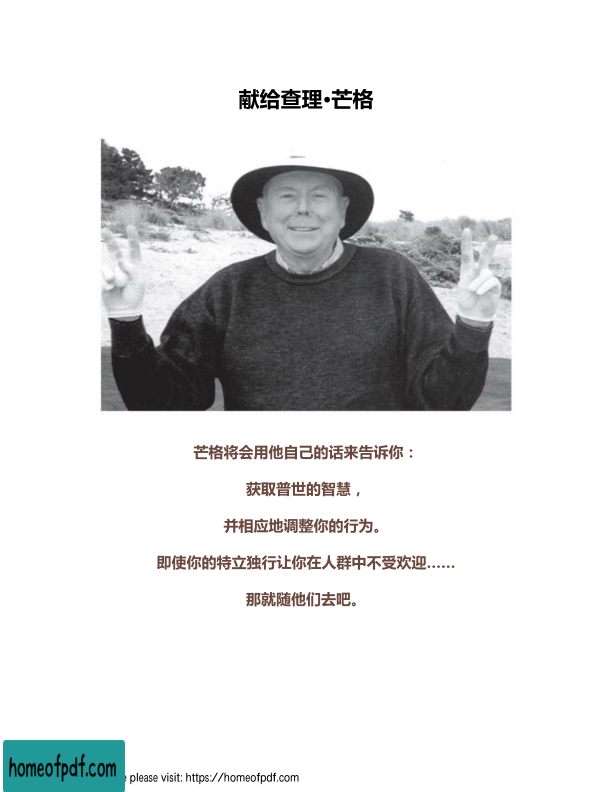 献给查理·芒格
芒格将会用他自己的话来告诉你：
获取普世的智慧，
并相应地调整你的行为。
即使你的特立独行让你在人群中不受欢迎……
那就随他们去吧。
homeofpdf.com
e please visit: https://homeofpdf.com